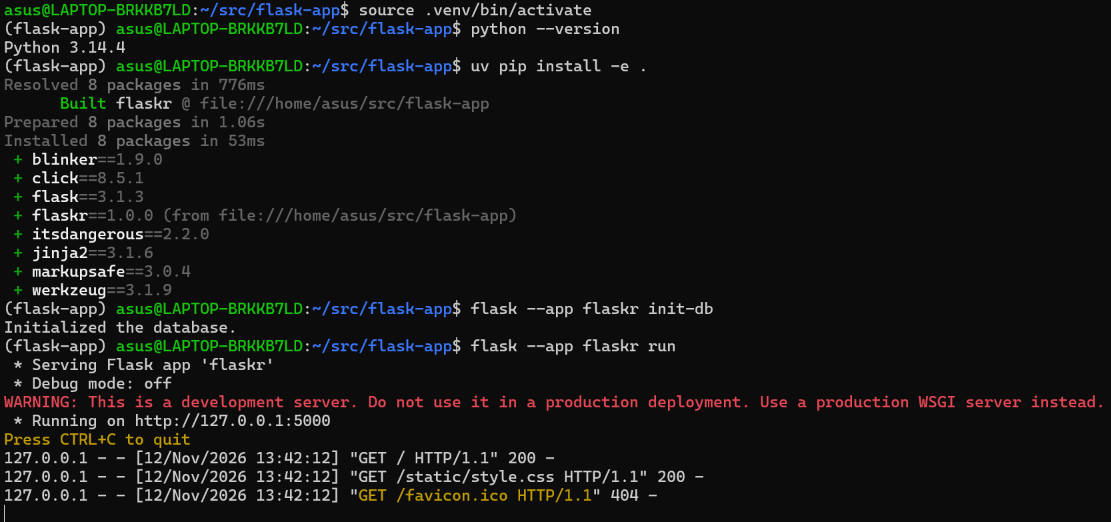 asus@LAPTOP-BRKKB7LD:~/src/flask-app$ source .venv/bin/activate
(flask-app) asus@LAPTOP-BRKKB7LD:~/src/flask-app$ python --version
Python 3.14.4
(flask-app) asus@LAPTOP-BRKKB7LD:~/src/flask-app$ uv pip install -e .
Resolved 8 packages in 776ms
      Built flaskr @ file:///home/asus/src/flask-app
Prepared 8 packages in 1.06s
Installed 8 packages in 53ms
 + blinker==1.9.0
 + click==8.5.1
 + flask==3.1.3
 + flaskr==1.0.0 (from file:///home/asus/src/flask-app)
 + itsdangerous==2.2.0
 + jinja2==3.1.6
 + markupsafe==3.0.4
 + werkzeug==3.1.9
(flask-app) asus@LAPTOP-BRKKB7LD:~/src/flask-app$ flask --app flaskr init-db
Initialized the database.
(flask-app) asus@LAPTOP-BRKKB7LD:~/src/flask-app$ flask --app flaskr run
 * Serving Flask app 'flaskr'
 * Debug mode: off
WARNING: This is a development server. Do not use it in a production deployment. Use a production WSGI server instead.
 * Running on http://127.0.0.1:5000
Press CTRL+C to quit
127.0.0.1 - - [12/Nov/2026 13:42:12] "GET / HTTP/1.1" 200 -
127.0.0.1 - - [12/Nov/2026 13:42:12] "GET /static/style.css HTTP/1.1" 200 -
127.0.0.1 - - [12/Nov/2026 13:42:12] "GET /favicon.ico HTTP/1.1" 404 -